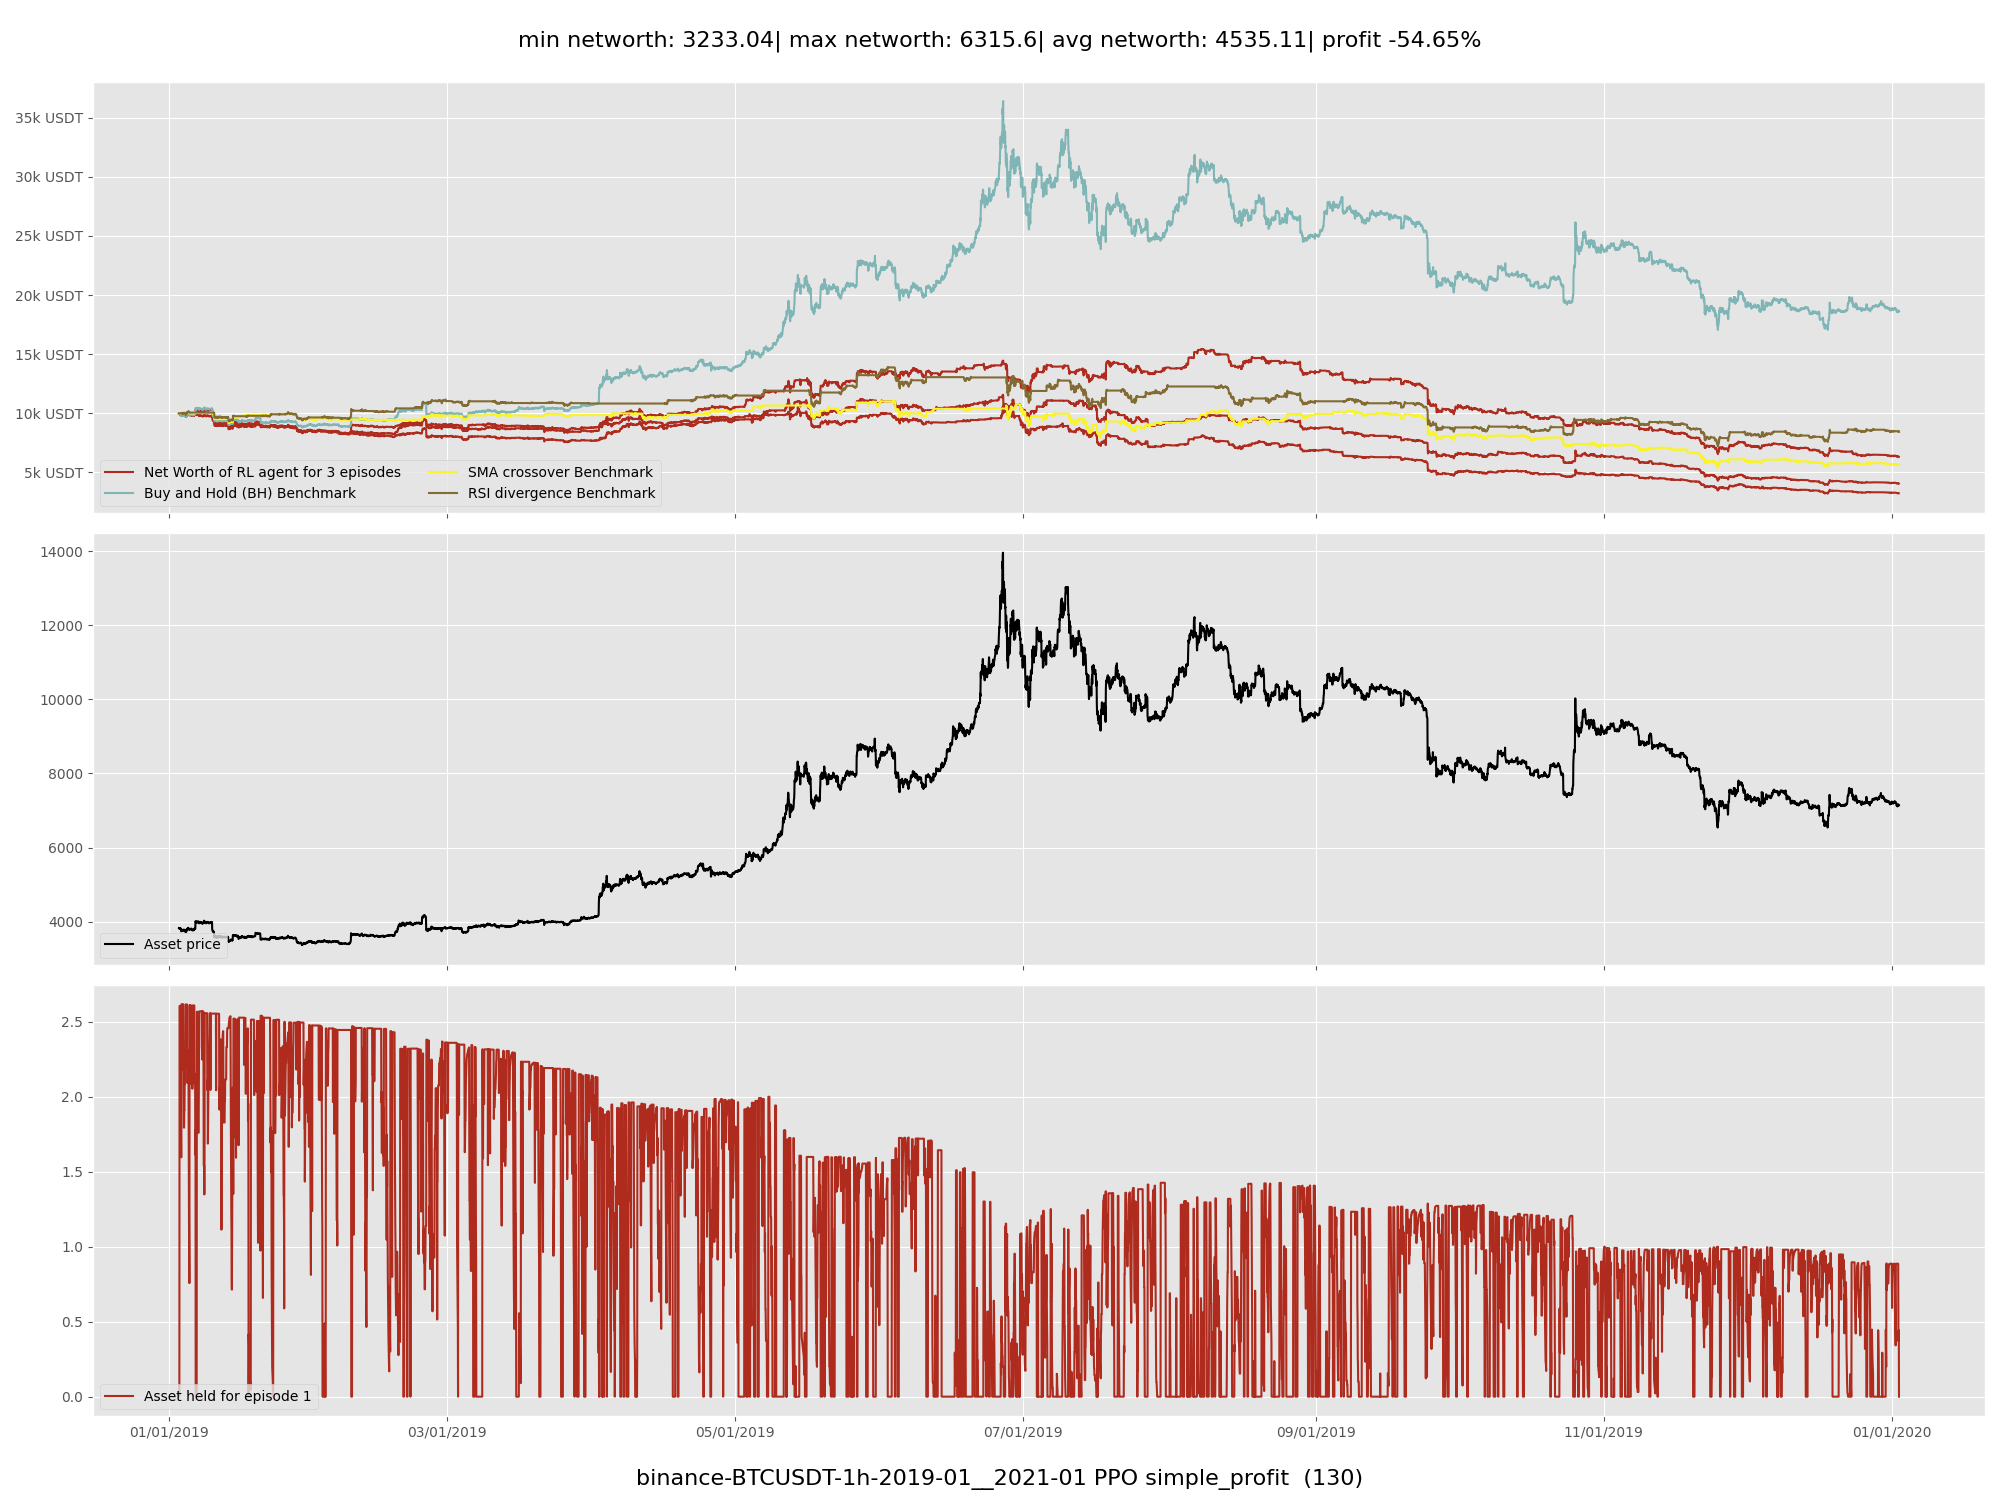 min networth: 3233.04| max networth: 6315.6| avg networth: 4535.11| profit -54.65%
35k USDT
30k USDT
25k USDT
20k USDT
15k USDT
10k USDT
5k USDT
Net Worth of RL agent for 3 episodes
Buy and Hold (BH) Benchmark
SMA crossover Benchmark
RSI divergence Benchmark
14000
12000
10000
8000
6000
4000
Asset price
2.5
2.0
1.5
1.0
0.5
0.0
Asset held for episode 1
01/01/2019 03/01/2019 05/01/2019 07/01/2019 09/01/2019 11/01/2019 01/01/2020
binance-BTCUSDT-1h-2019-01__2021-01 PPO simple_profit (130)